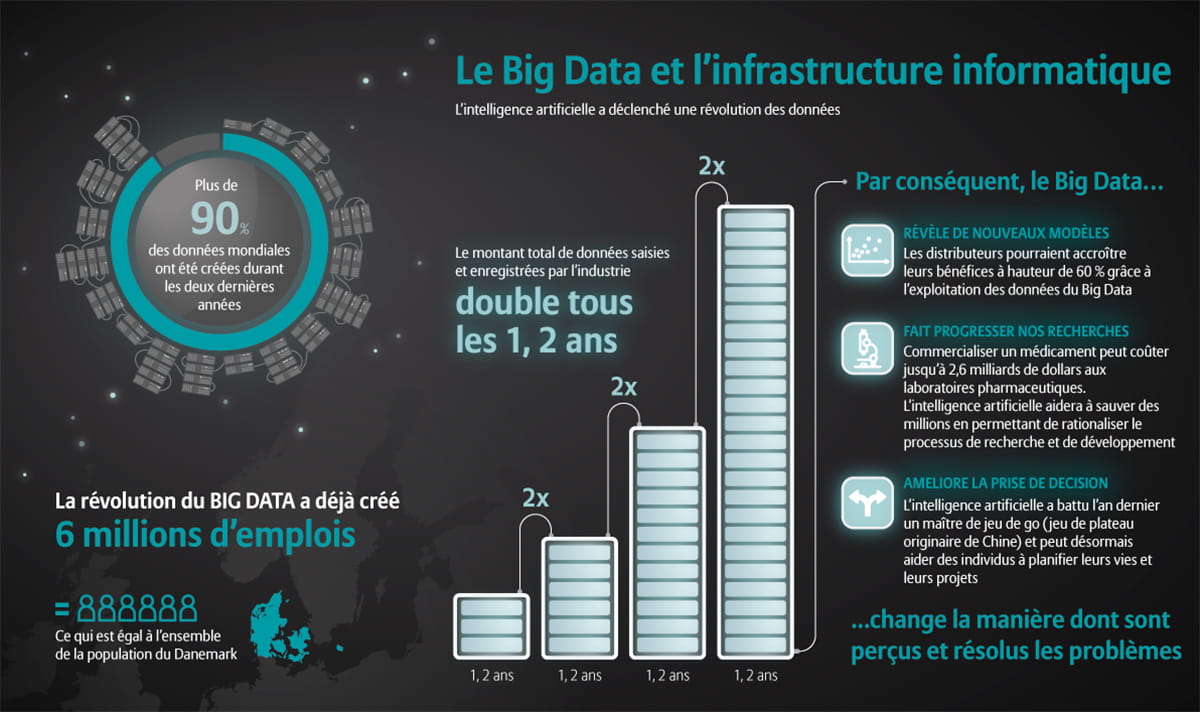 Le Big Data et l'infrastructure informatique
L'intelligence artificielle a déclenché une révolution des données
Plus de
90%
des données mondiales
ont été créées durant
les deux dernières
années
La révolution du BIG DATA a déjà créé
6 millions d'emplois
=
Ce qui est égal à l'ensemble
de la population du Danemark
Le montant total de données saisies
et enregistrées par l'industrie
double tous
les 1, 2 ans
2x
2x
2x
1, 2 ans
1, 2 ans
1, 2 ans
1, 2 ans
Par conséquent, le Big Data...
RÉVÈLE DE NOUVEAUX MODÈLES
Les distributeurs pourraient accroître
leurs bénéfices à hauteur de 60 % grâce à
l'exploitation des données du Big Data
FAIT PROGRESSER NOS RECHERCHES
Commercialiser un médicament peut coûter
jusqu'à 2,6 milliards de dollars aux
laboratoires pharmaceutiques.
L'intelligence artificielle aidera à sauver des
millions en permettant de rationaliser le
processus de recherche et de développement
AMELIORE LA PRISE DE DECISION
L'intelligence artificielle a battu l'an dernier
un maître de jeu de go (jeu de plateau
originaire de Chine) et peut désormais
aider des individus à planifier leurs vies et
leurs projets
...change la manière dont sont
perçus et résolus les problèmes